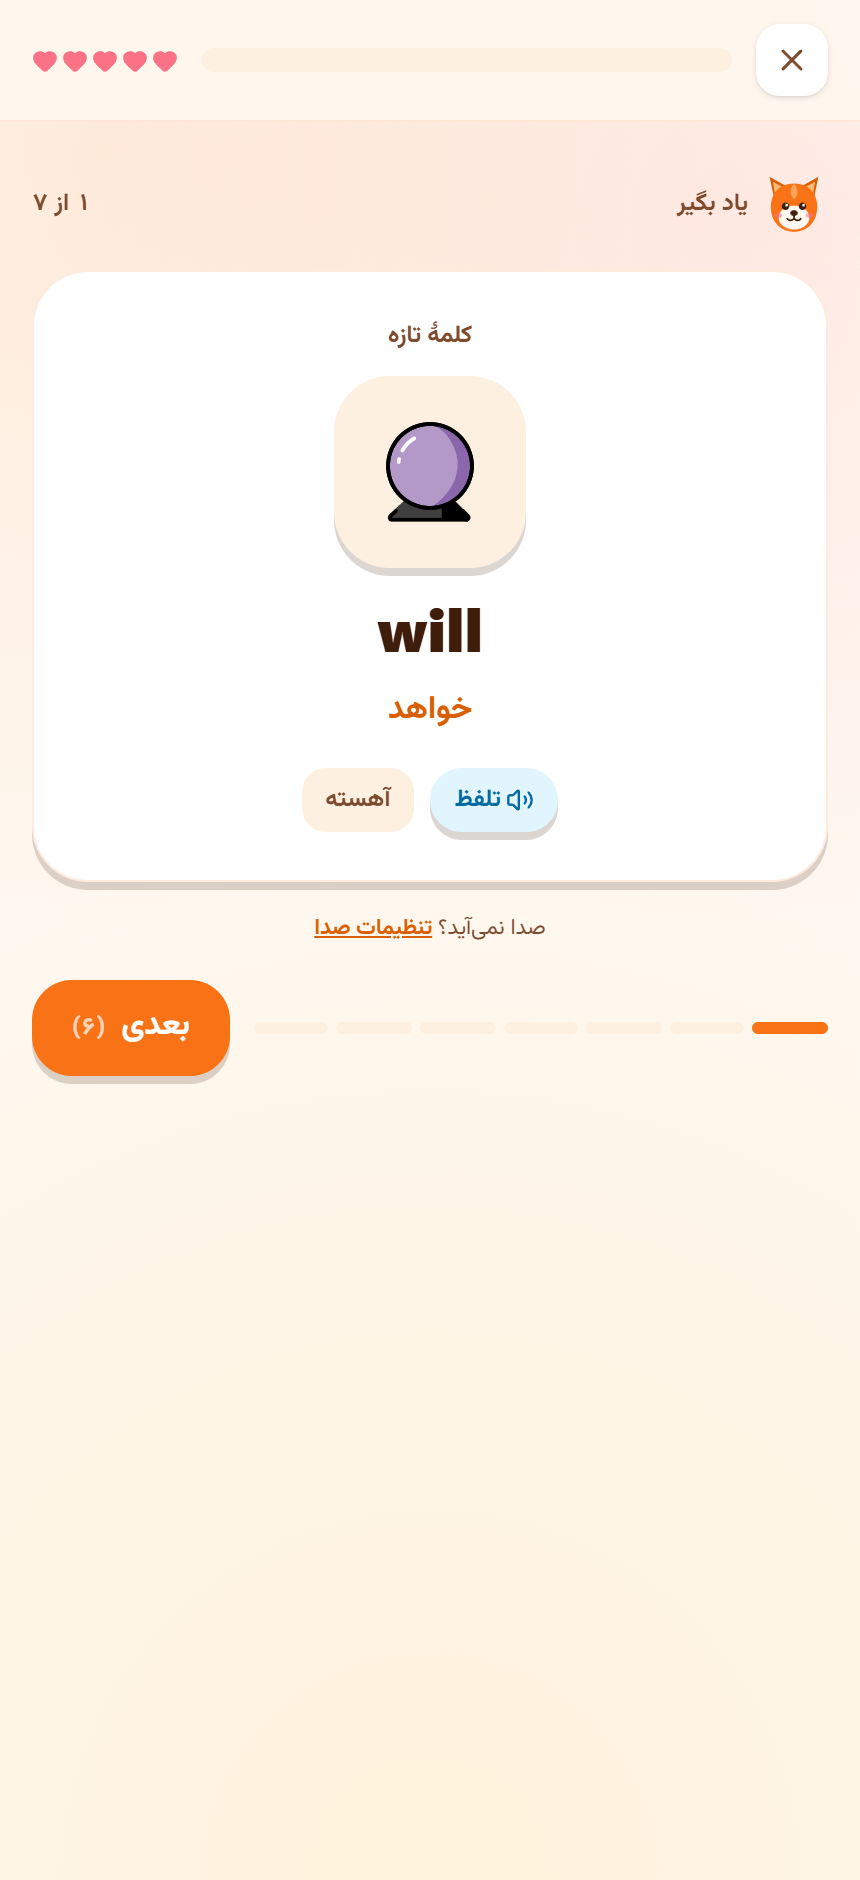 یاد بگیر
۱ از ۷
کلمهٔ تازه
will
خواهد
تلفظ
آهسته
صدا نمی‌آید؟ تنظیمات صدا
بعدی (۶)